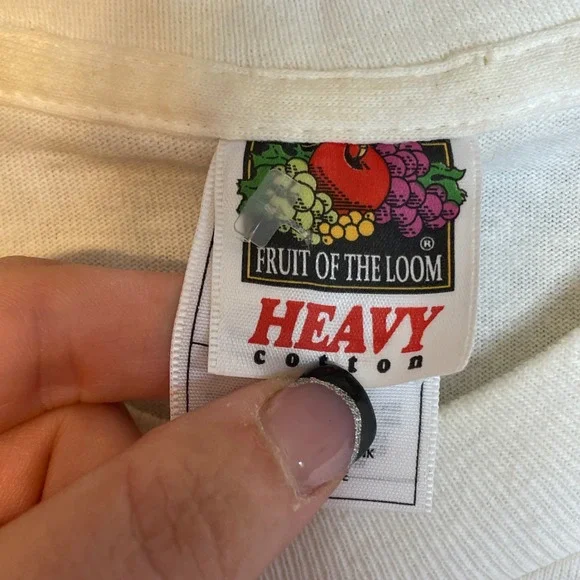 ®
FRUIT OF THE LOOM
HEAVY
cotton